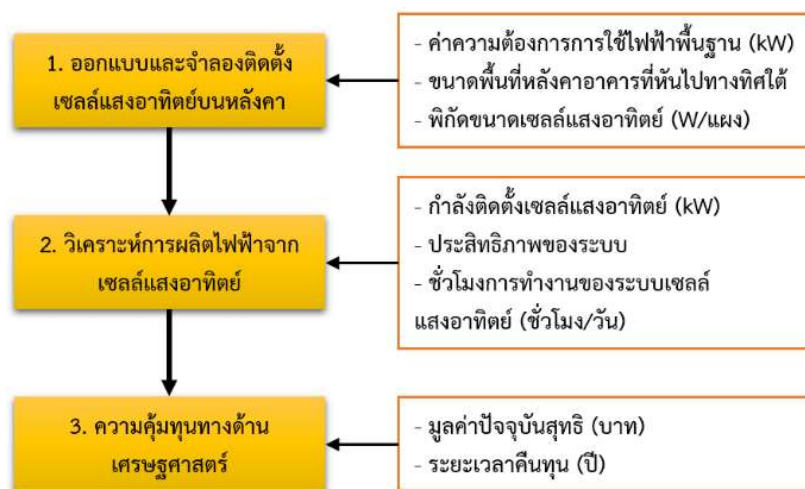 1. ออกแบบและจำลองติดตั้ง
เซลล์แสงอาทิตย์บนหลังคา
- ค่าความต้องการการใช้ไฟฟ้าพื้นฐาน (kW)
- ขนาดพื้นที่หลังคาอาคารที่หันไปทางทิศใต้
- พิกัดขนาดเซลล์แสงอาทิตย์ (W/แผง)
2. วิเคราะห์การผลิตไฟฟ้าจาก
เซลล์แสงอาทิตย์
- กำลังติดตั้งเซลล์แสงอาทิตย์ (kW)
- ประสิทธิภาพของระบบ
- ชั่วโมงการทำงานของระบบเซลล์
แสงอาทิตย์ (ชั่วโมง/วัน)
3. ความคุ้มทุนทางด้าน
เศรษฐศาสตร์
- มูลค่าปัจจุบันสุทธิ (บาท)
- ระยะเวลาคืนทุน (ปี)